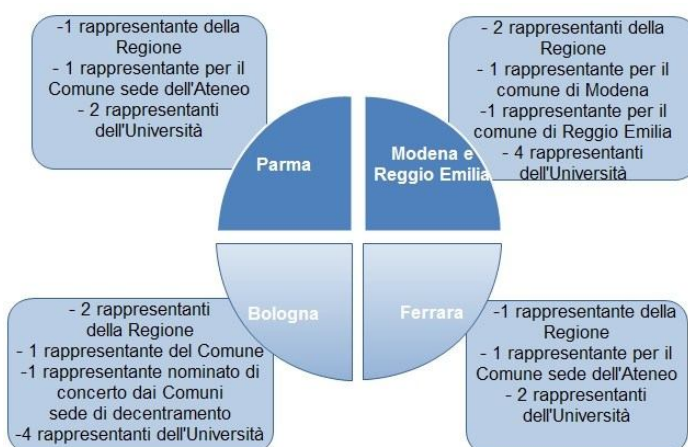 -1 rappresentante della
Regione
- 1 rappresentante per il
Comune sede dell'Ateneo
- 2 rappresentanti
dell'Università
- 2 rappresentanti della
Regione
- 1 rappresentante per il
comune di Modena
-1 rappresentante per il
comune di Reggio Emilia
- 4 rappresentanti
dell'Università
Parma
Modena e
Reggio Emilia
Bologna
Ferrara
- 2 rappresentanti
della Regione
- 1 rappresentante del Comune
-1 rappresentante nominato di
concerto dai Comuni
sede di decentramento
-4 rappresentanti dell'Università
-1 rappresentante della
Regione
- 1 rappresentante per il
Comune sede dell'Ateneo
- 2 rappresentanti
dell'Università